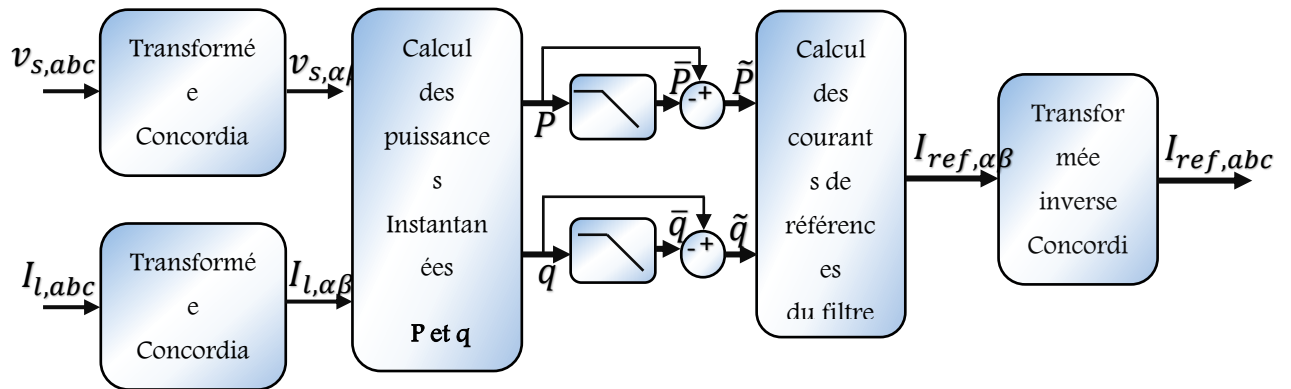 v_{s,abc}
Transformé
e
Concordia
v_{s,αβ}
I_{l,abc}
Transformé
e
Concordia
I_{l,αβ}
Calcul
des
puissance
s
Instantan
ées
P et q
P
P̄
-
+
P̃
q
q̄
-
+
q̃
Calcul
des
courant
s de
référenc
es
du filtre
I_{ref,αβ}
Transfor
mée
inverse
Concordi
I_{ref,abc}